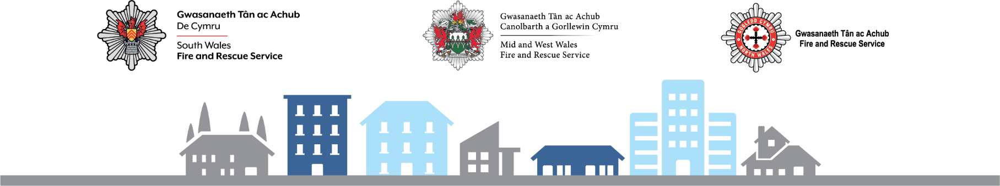 Gwasanaeth Tân ac Achub
De Cymru
South Wales
Fire and Rescue Service
Gwasanaeth Tân ac Achub
Canolbarth a Gorllewin Cymru
Mid and West Wales
Fire and Rescue Service
GOGLEDD CYMRU
NORTH WALES
Gwasanaeth Tân ac Achub
Fire and Rescue Service